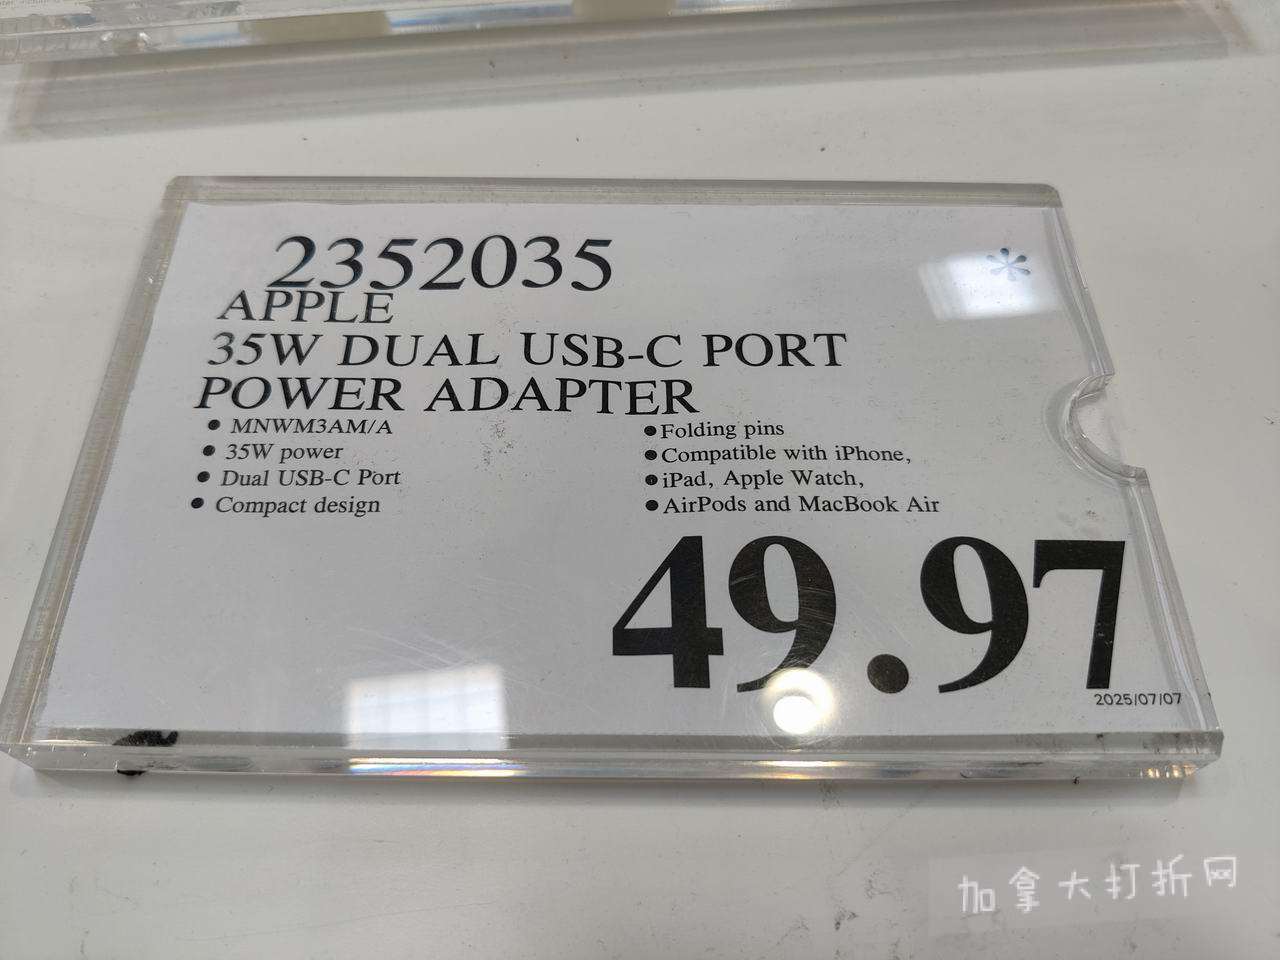 2352035
*
APPLE
35W DUAL USB-C PORT
POWER ADAPTER
● MNWM3AM/A
● 35W power
● Dual USB-C Port
● Compact design
●Folding pins
●Compatible with iPhone,
●iPad, Apple Watch,
●AirPods and MacBook Air
49.97
2025/07/07
加拿大打折网